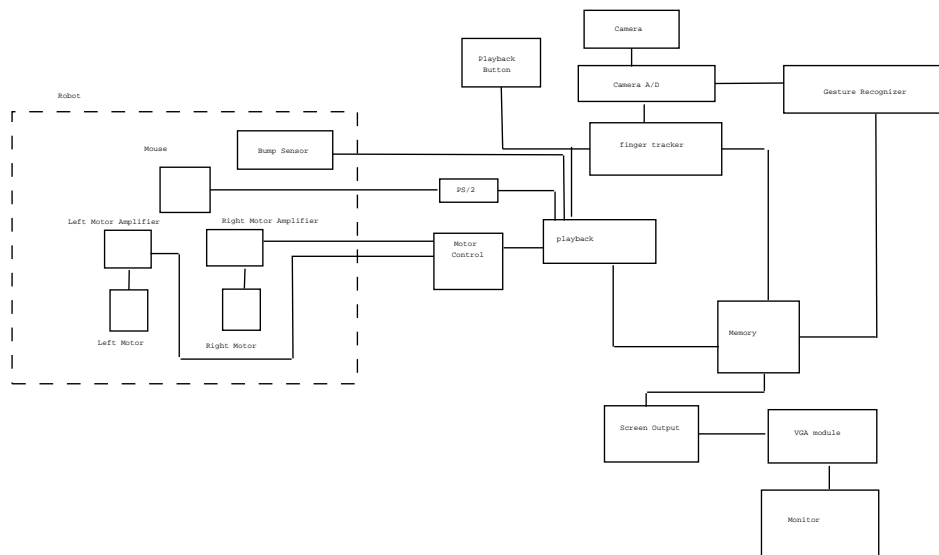 Camera
Playback
Button
Camera A/D
Gesture Recognizer
Robot
finger tracker
Mouse
Bump Sensor
PS/2
Left Motor Amplifier
Right Motor Amplifier
playback
Motor
Control
Memory
Left Motor
Right Motor
Screen Output
VGA module
Monitor